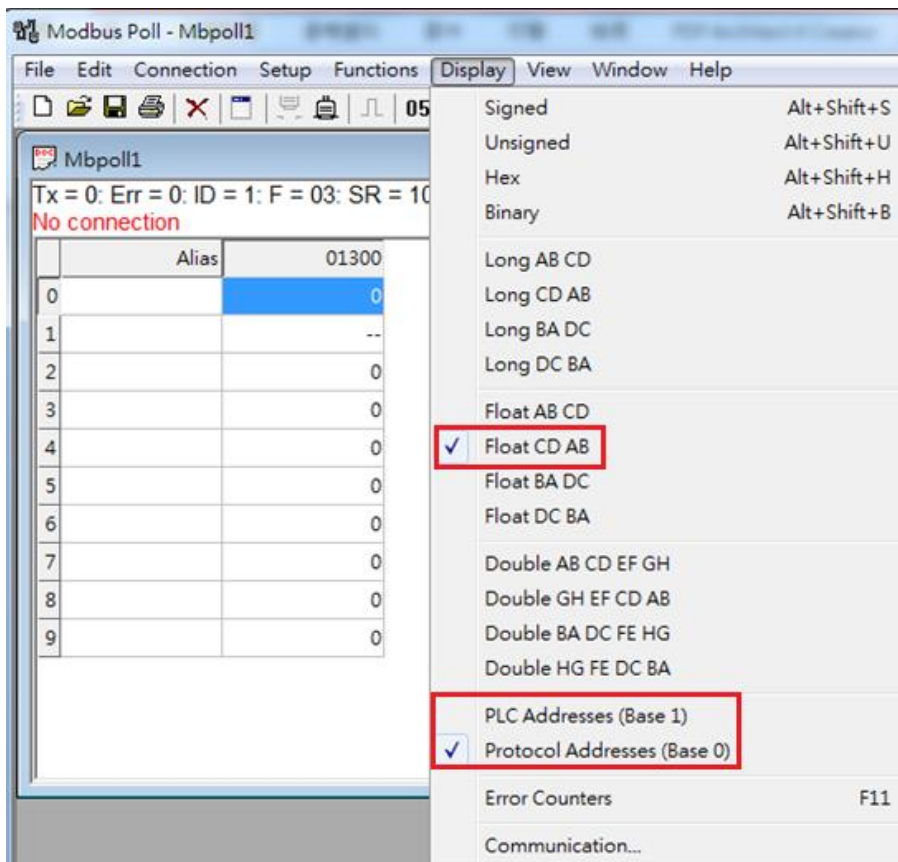 Modbus Poll - Mbpoll1
File Edit Connection Setup Functions Display View Window Help
05
Mbpoll1
Tx = 0: Err = 0: ID = 1: F = 03: SR = 10
No connection
Alias 01300
0 0
1 --
2 0
3 0
4 0
5 0
6 0
7 0
8 0
9 0
Signed Alt+Shift+S
Unsigned Alt+Shift+U
Hex Alt+Shift+H
Binary Alt+Shift+B
Long AB CD
Long CD AB
Long BA DC
Long DC BA
Float AB CD
✓ Float CD AB
Float BA DC
Float DC BA
Double AB CD EF GH
Double GH EF CD AB
Double BA DC FE HG
Double HG FE DC BA
PLC Addresses (Base 1)
✓ Protocol Addresses (Base 0)
Error Counters F11
Communication...